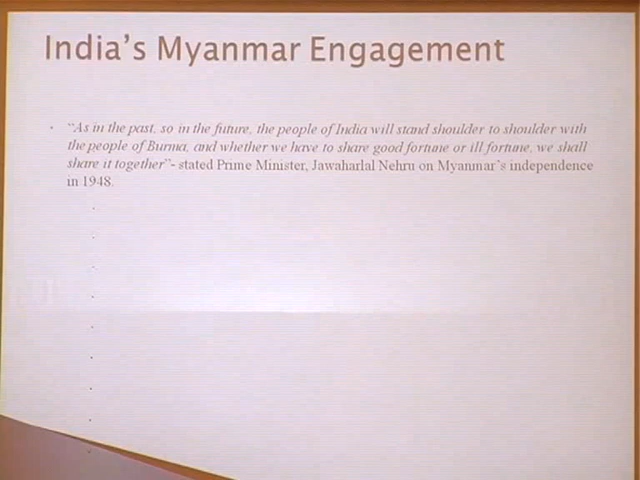 India's Myanmar Engagement
"As in the past, so in the future, the people of India will stand shoulder to shoulder with
the people of Burma, and whether we have to share good fortune or ill fortune, we shall
share it together"- stated Prime Minister, Jawaharlal Nehru on Myanmar's independence
in 1948.